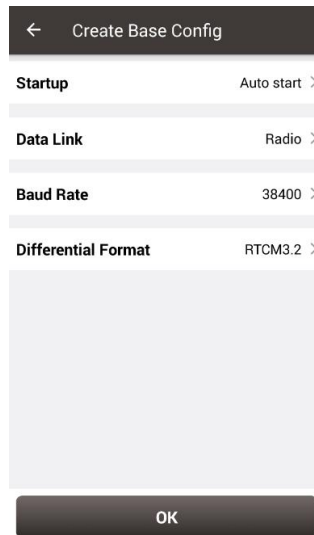 Create Base Config
Startup Auto start
Data Link Radio
Baud Rate 38400
Differential Format RTCM3.2
OK